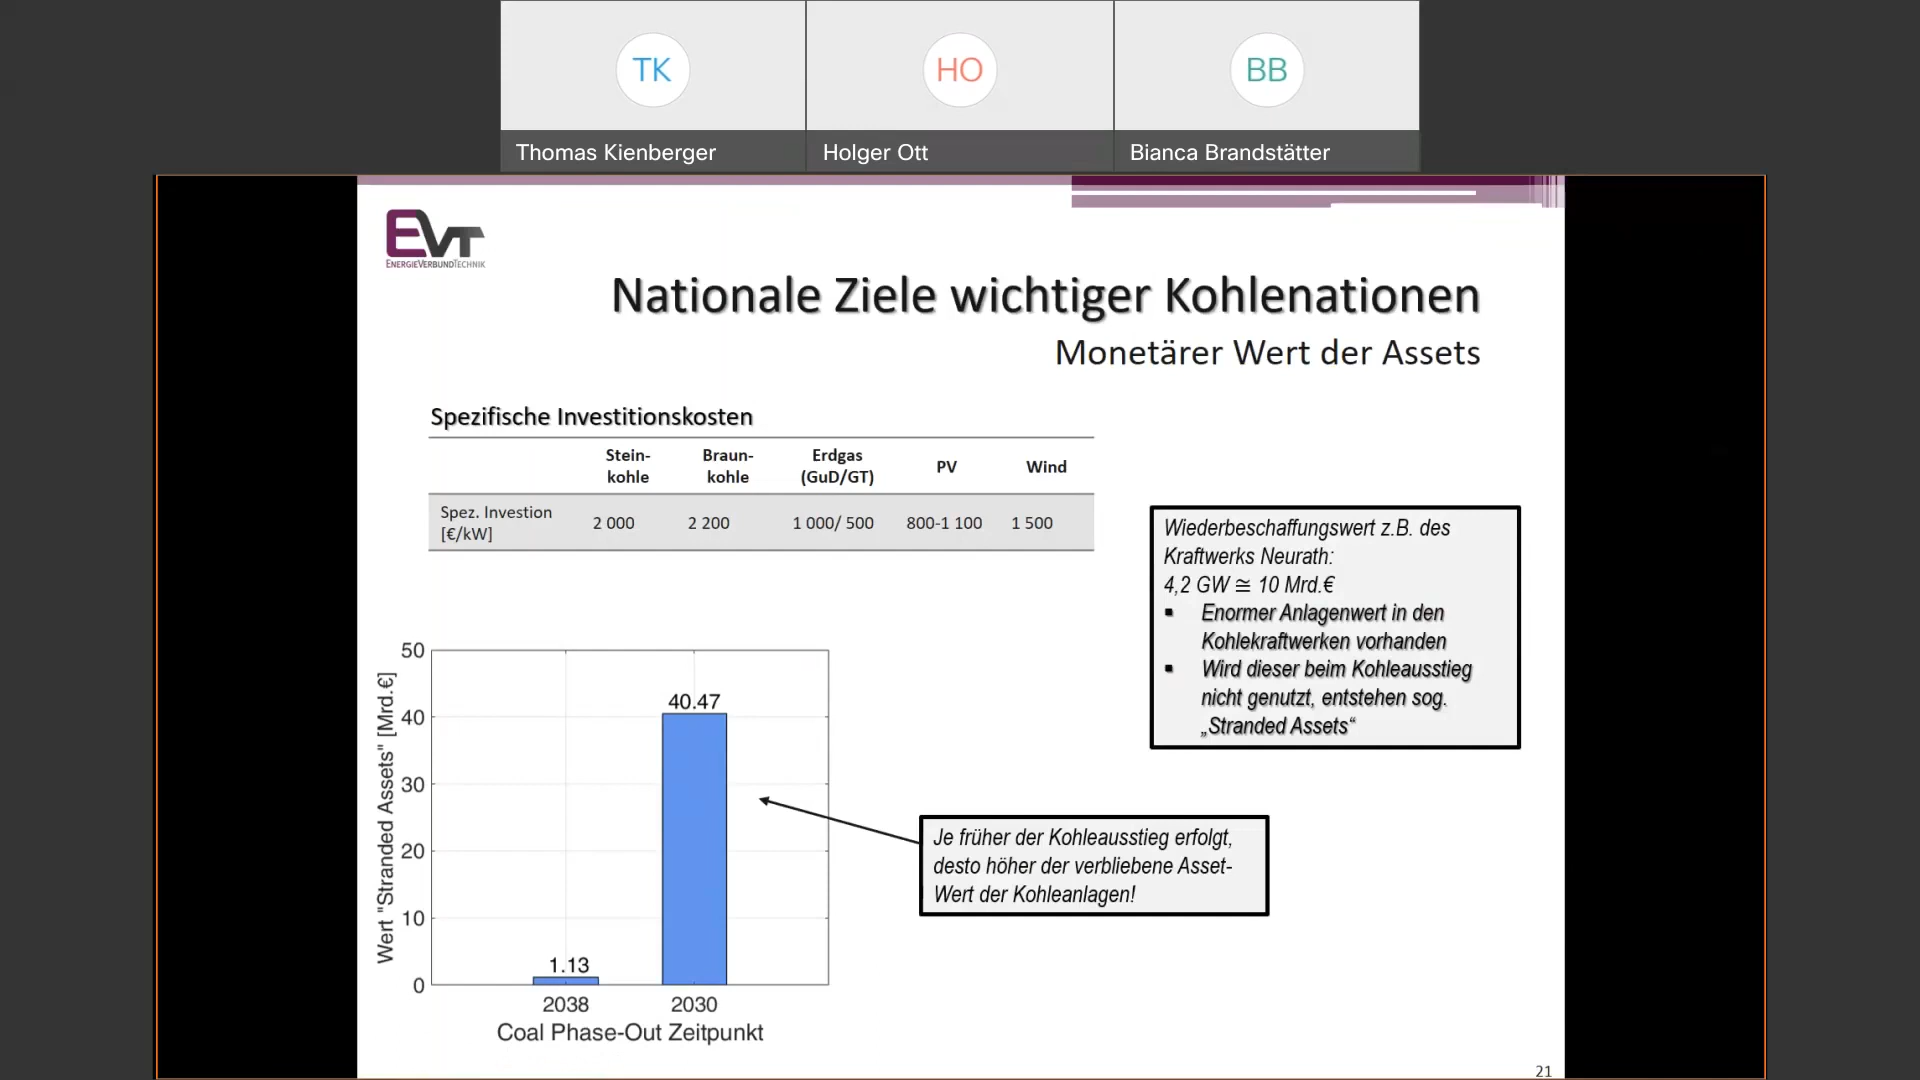 TK
HO
BB
Thomas Kienberger
Holger Ott
Bianca Brandstätter
EVT
ENERGIEVERBUNDTECHNIK
Nationale Ziele wichtiger Kohlenationen
Monetärer Wert der Assets
Spezifische Investitionskosten
Stein-
kohle
Braun-
kohle
Erdgas
(GuD/GT)
PV
Wind
Spez. Investion
[€/kW]
2 000
2 200
1 000/ 500
800-1 100
1 500
Wiederbeschaffungswert z.B. des
Kraftwerks Neurath:
4,2 GW ≅ 10 Mrd.€
▪ Enormer Anlagenwert in den
Kohlekraftwerken vorhanden
▪ Wird dieser beim Kohleausstieg
nicht genutzt, entstehen sog.
„Stranded Assets“
Wert "Stranded Assets" [Mrd.€]
50
40
30
20
10
0
1.13
40.47
2038
2030
Coal Phase-Out Zeitpunkt
Je früher der Kohleausstieg erfolgt,
desto höher der verbliebene Asset-
Wert der Kohleanlagen!
21